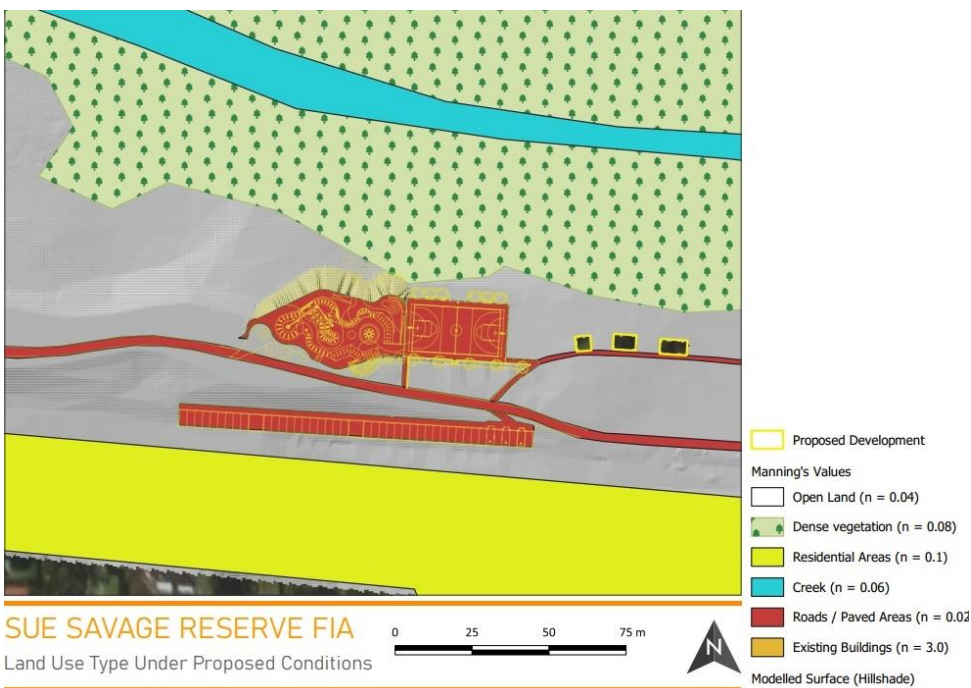 Proposed Development
Manning's Values
Open Land (n = 0.04)
Dense vegetation (n = 0.08)
Residential Areas (n = 0.1)
Creek (n = 0.06)
Roads / Paved Areas (n = 0.02
Existing Buildings (n = 3.0)
Modelled Surface (Hillshade)
SUE SAVAGE RESERVE FIA
Land Use Type Under Proposed Conditions
0 25 50 75 m
N